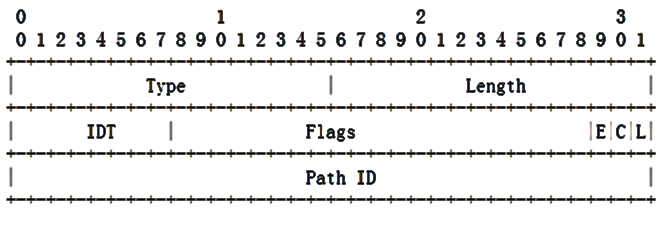 0 1 2 3
0 1 2 3 4 5 6 7 8 9 0 1 2 3 4 5 6 7 8 9 0 1 2 3 4 5 6 7 8 9 0 1
+-+-+-+-+-+-+-+-+-+-+-+-+-+-+-+-+-+-+-+-+-+-+-+-+-+-+-+-+-+-+-+-+
| Type | Length |
+-+-+-+-+-+-+-+-+-+-+-+-+-+-+-+-+-+-+-+-+-+-+-+-+-+-+-+-+-+-+-+-+
| IDT | Flags |E|C|L|
+-+-+-+-+-+-+-+-+-+-+-+-+-+-+-+-+-+-+-+-+-+-+-+-+-+-+-+-+-+-+-+-+
| Path ID |
+-+-+-+-+-+-+-+-+-+-+-+-+-+-+-+-+-+-+-+-+-+-+-+-+-+-+-+-+-+-+-+-+